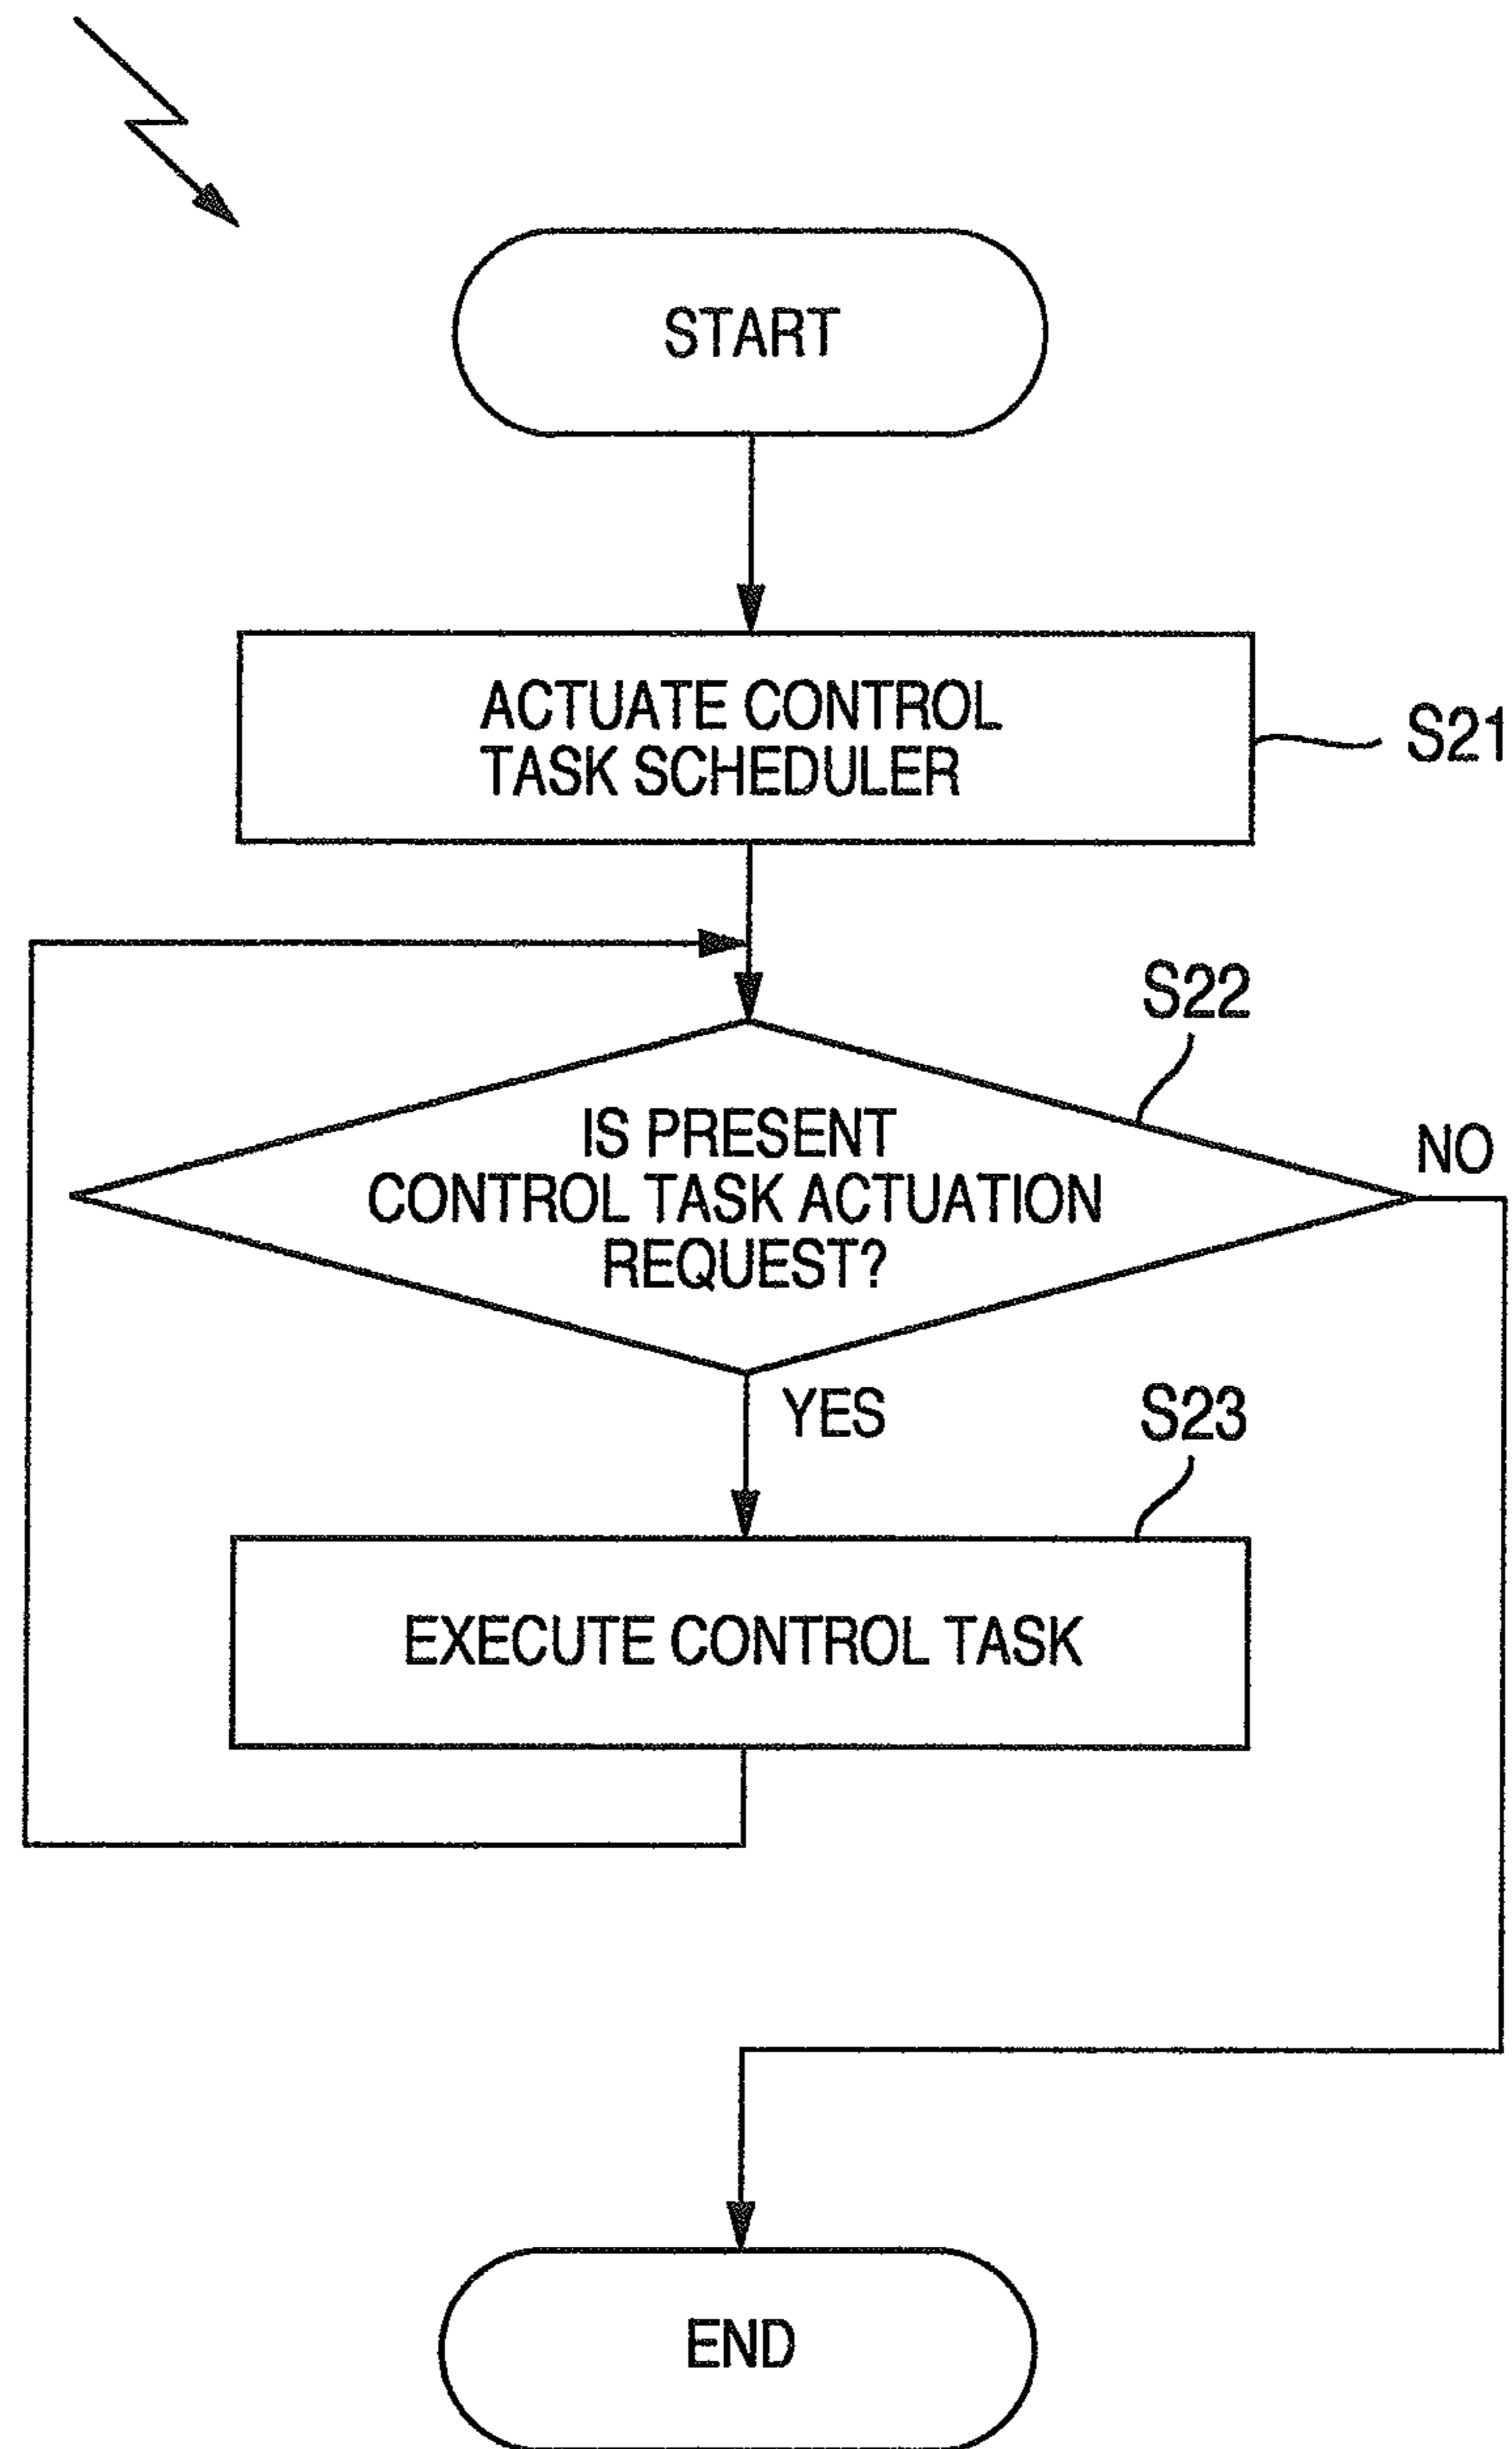 START
ACTUATE CONTROL
TASK SCHEDULER
S21
S22
IS PRESENT
CONTROL TASK ACTUATION
REQUEST?
NO
YES
S23
EXECUTE CONTROL TASK
END